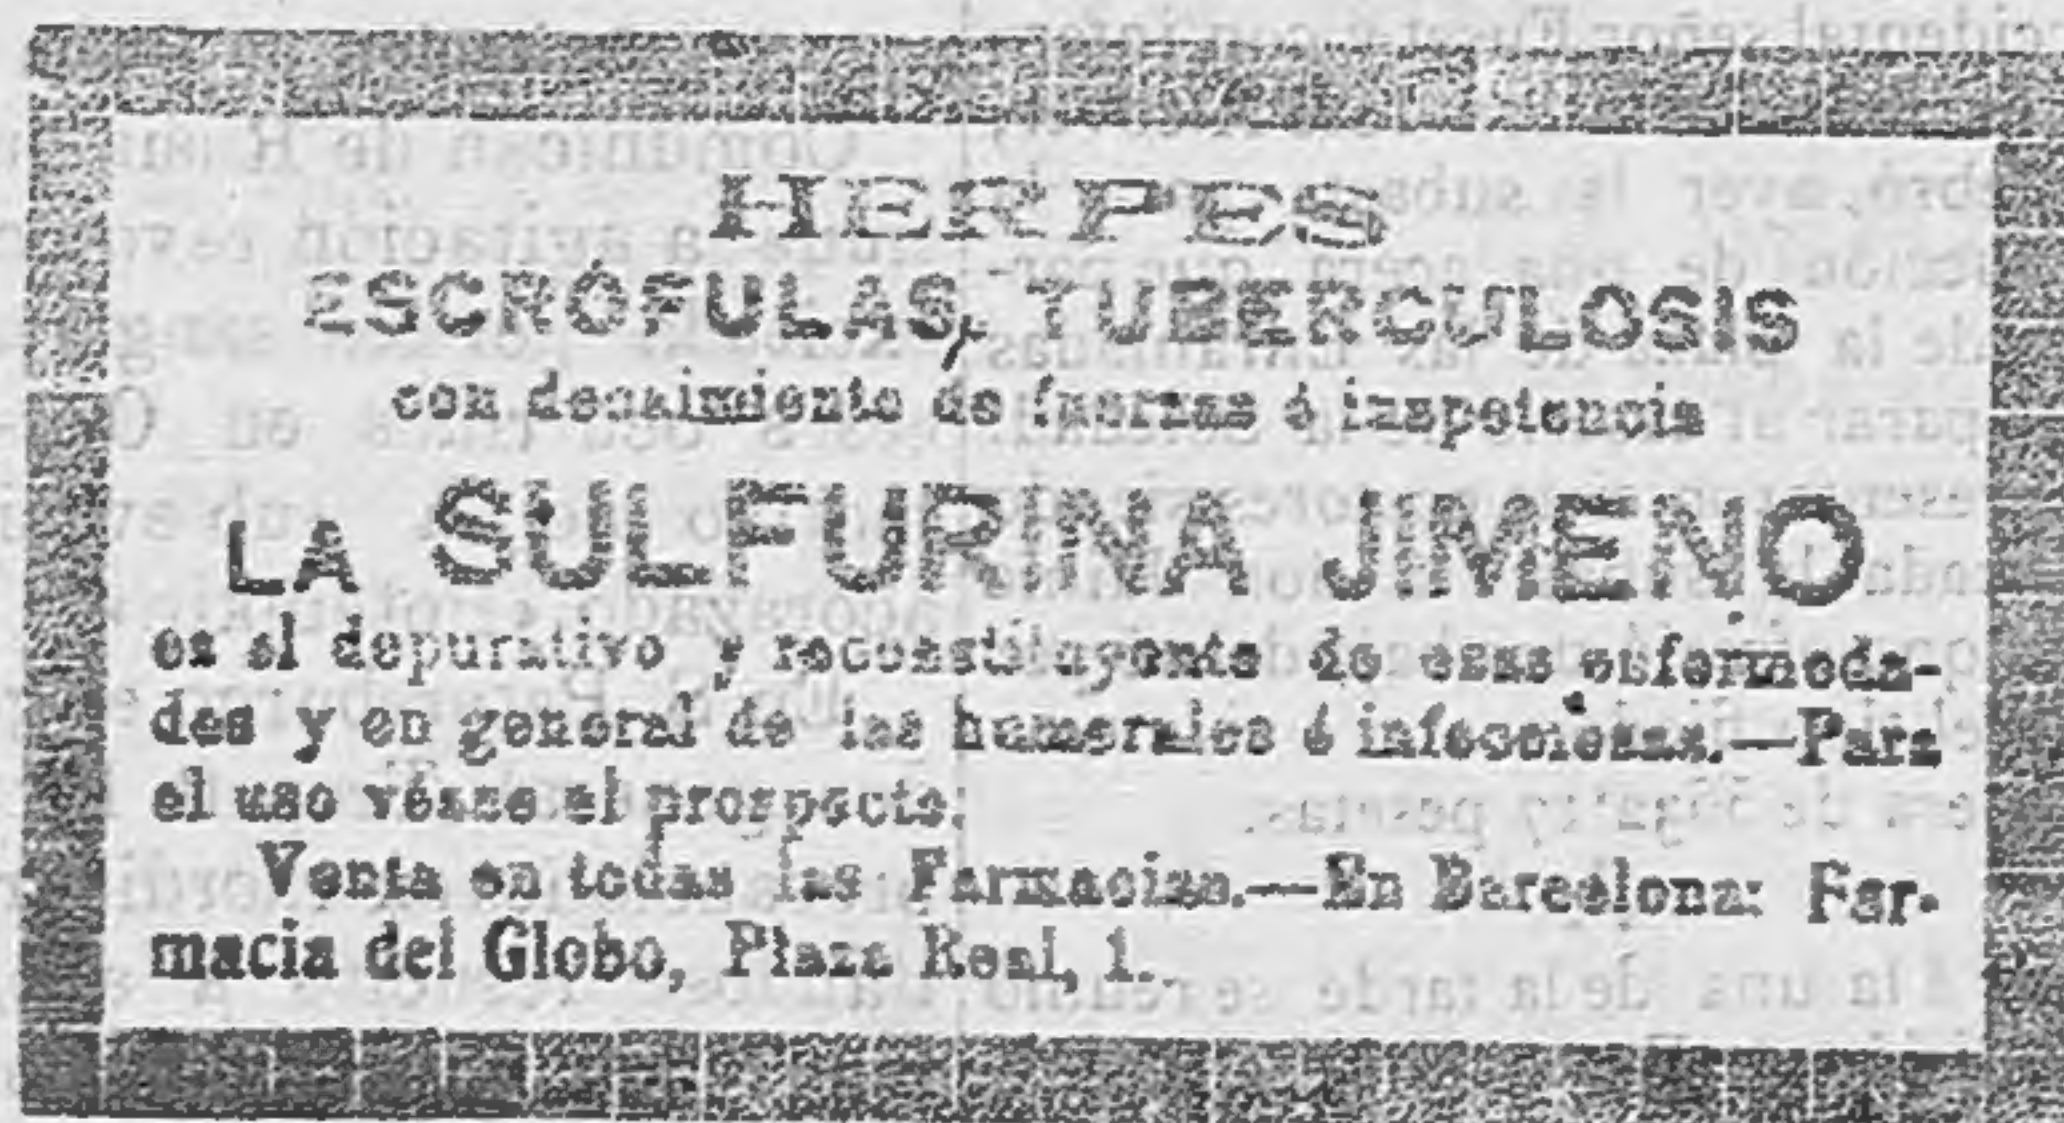 HERPES
ESCRÓFULAS, TUBERCULOSIS
con decaimiento de fuerzas é inapetencia
LA SULFURINA JIMENO
es el depurativo y reconstituyente de esas enfermeda-
des y en general de las humorales é infecciosas.—Para
el uso véase el prospecto.
Venta en todas las Farmacias.—En Barcelona: Far-
macia del Globo, Plaza Real, 1.